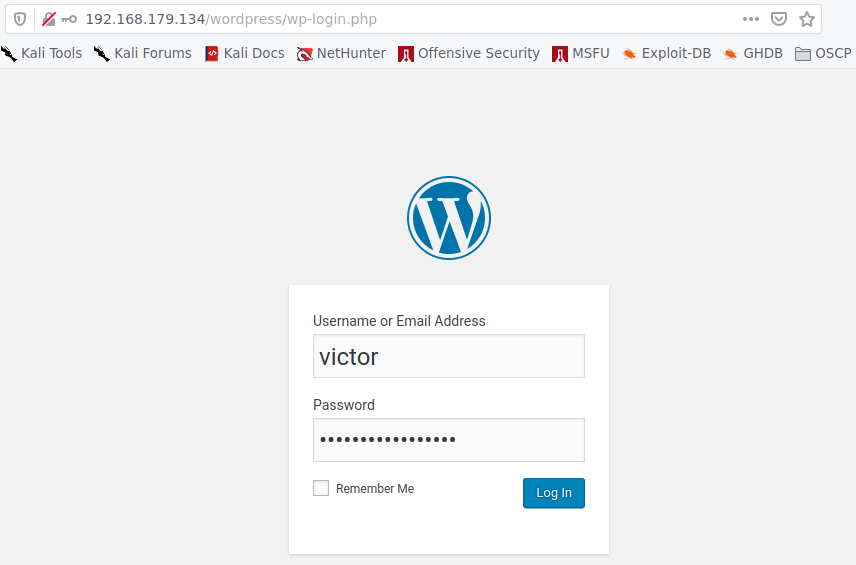 192.168.179.134/wordpress/wp-login.php
Kali Tools Kali Forums Kali Docs NetHunter Offensive Security MSFU Exploit-DB GHDB OSCP
Username or Email Address
victor
Password
•••••••••••••••••
Remember Me Log In